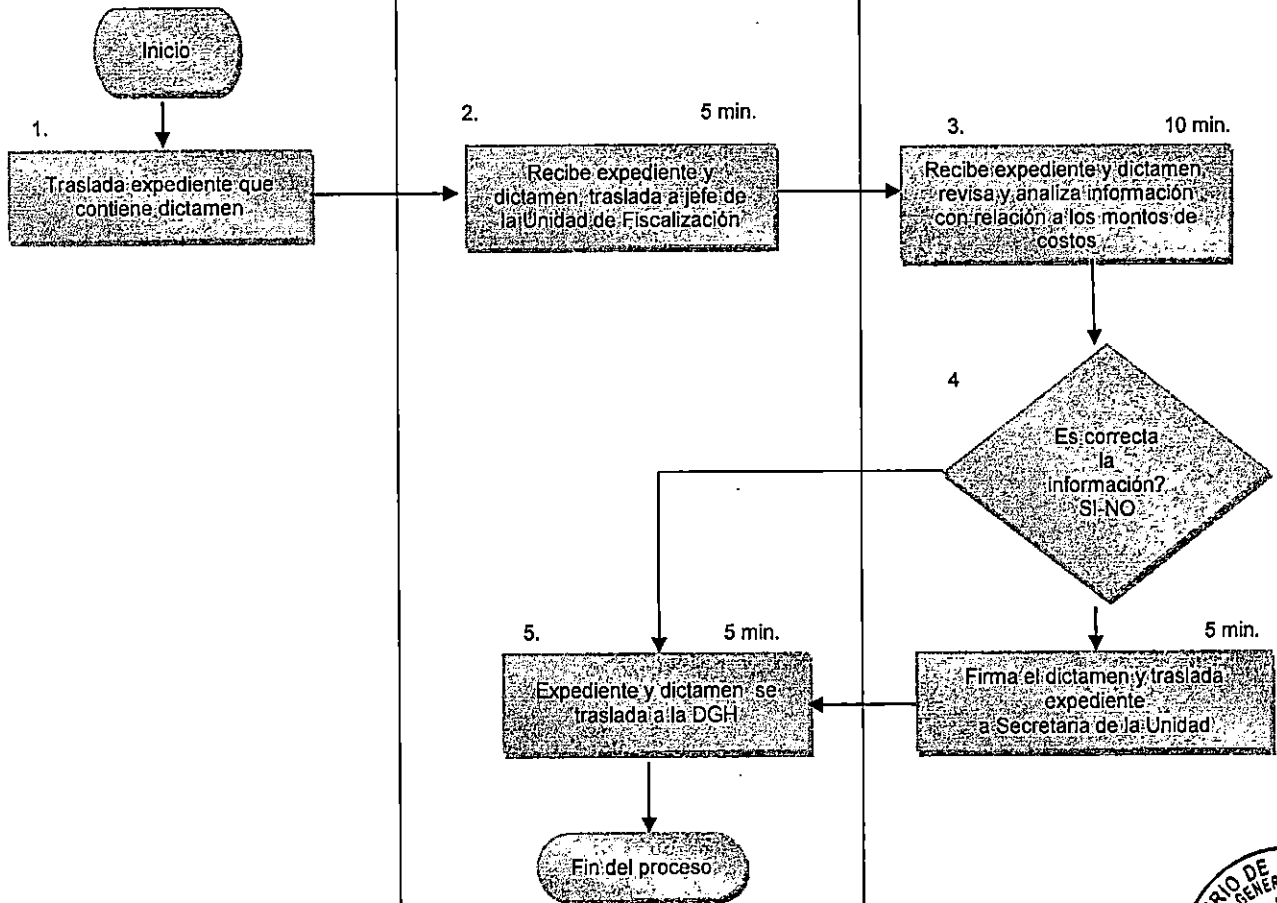 Inicio
1.
Traslada expediente que
contiene dictamen
2.
5 min.
Recibe expediente y
dictamen, traslada a jefe de
la Unidad de Fiscalización
3.
10 min.
Recibe expediente y dictamen,
revisa y analiza información
con relación a los montos de
costos
4
Es correcta
la
información?
SI-NO
5 min.
Firma el dictamen y traslada
expediente
a Secretaria de la Unidad
5.
5 min.
Expediente y dictamen se
traslada a la DGH
Fin del proceso
RIO DE
GENER